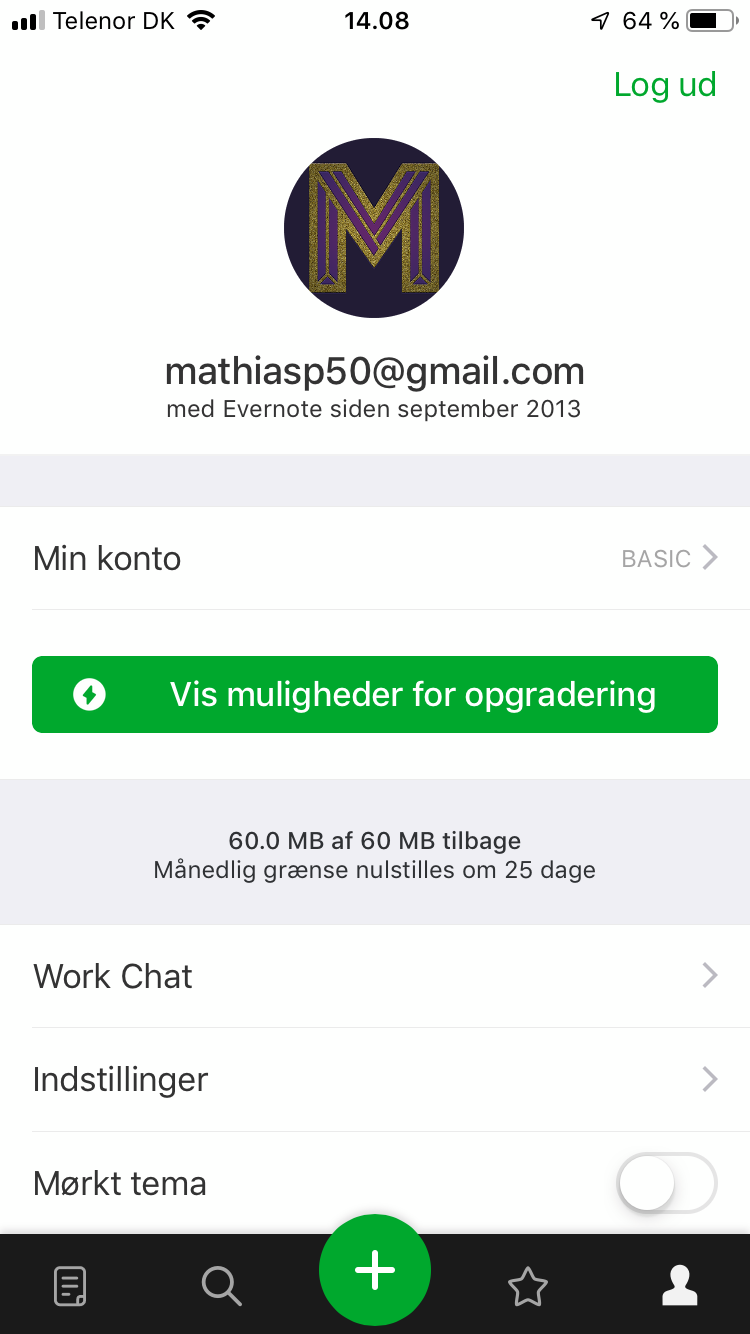 Telenor DK 14.08 64 %
Log ud
M
mathiasp50@gmail.com
med Evernote siden september 2013
Min konto BASIC
Vis muligheder for opgradering
60.0 MB af 60 MB tilbage
Månedlig grænse nulstilles om 25 dage
Work Chat
Indstillinger
Mørkt tema